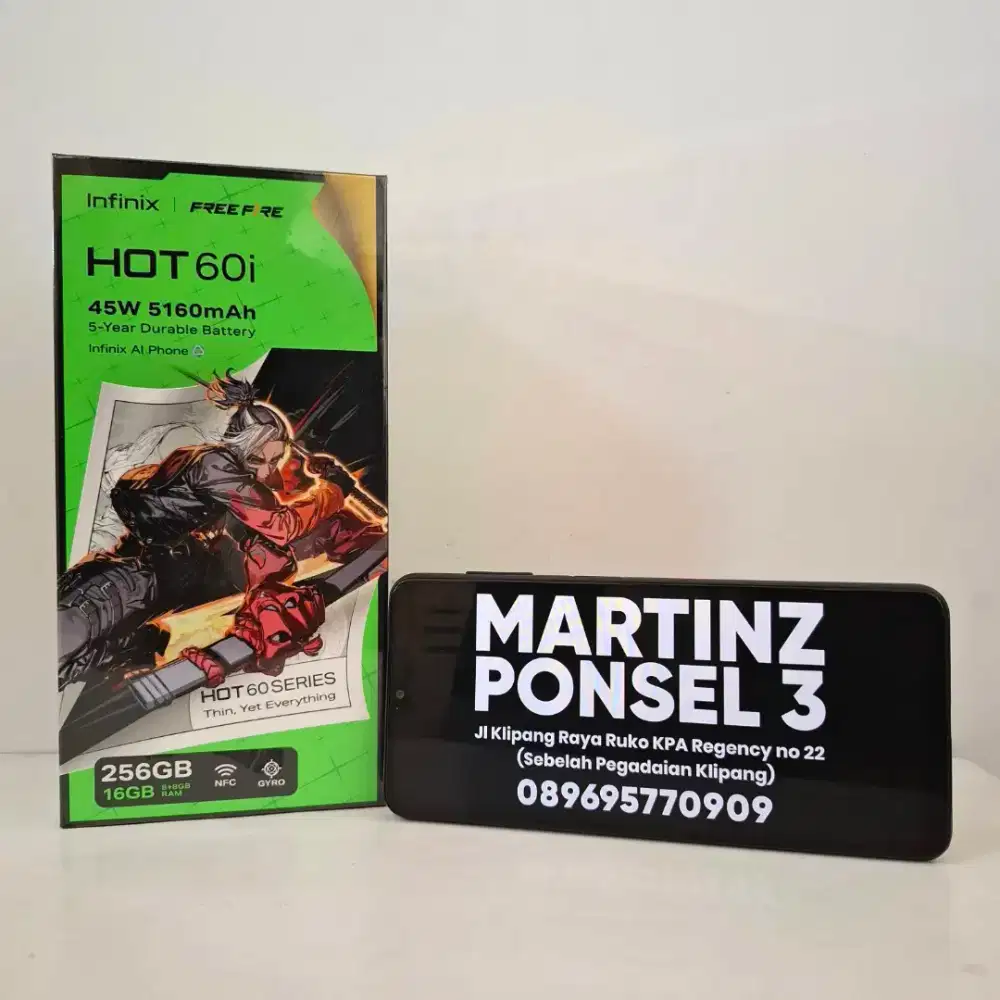 Infinix | FREE FIRE
HOT 60i
45W 5160mAh
5-Year Durable Battery
Infinix AI Phone
HOT 60 SERIES
Thin, Yet Everything
256GB
16GB 8+8GB RAM
NFC
GYRO
MARTINZ
PONSEL 3
Jl Klipang Raya Ruko KPA Regency no 22
(Sebelah Pegadaian Klipang)
089695770909